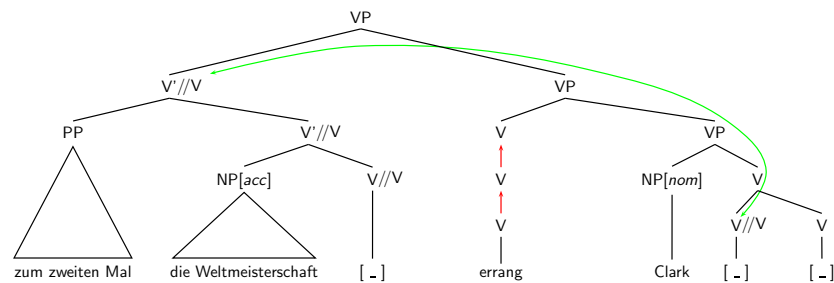 VP
V'//V VP
PP V'//V V VP
NP[acc] V//V V NP[nom] V
V V//V V
zum zweiten Mal die Weltmeisterschaft [ _ ] errang Clark [ _ ] [ _ ]